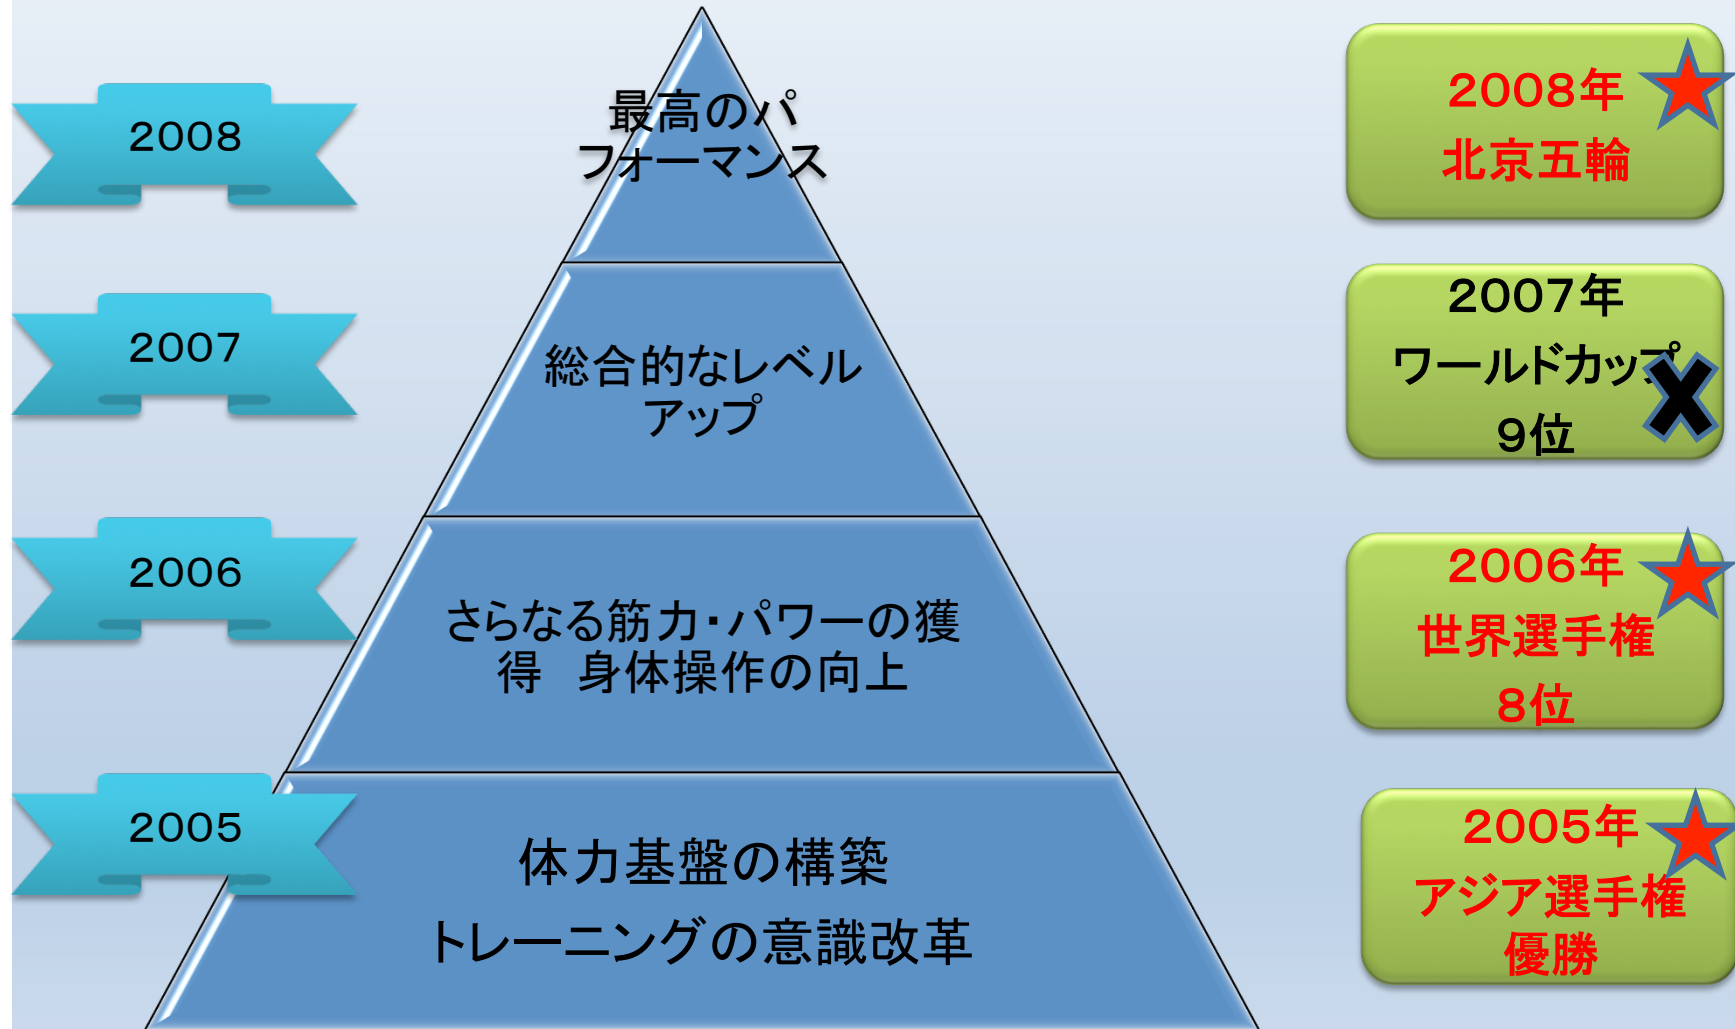 2008
最高のパ
フォーマンス
2008年
北京五輪
2007
総合的なレベル
アップ
2007年
ワールドカップ
9位
2006
さらなる筋力・パワーの獲
得　身体操作の向上
2006年
世界選手権
8位
2005
体力基盤の構築
トレーニングの意識改革
2005年
アジア選手権
優勝